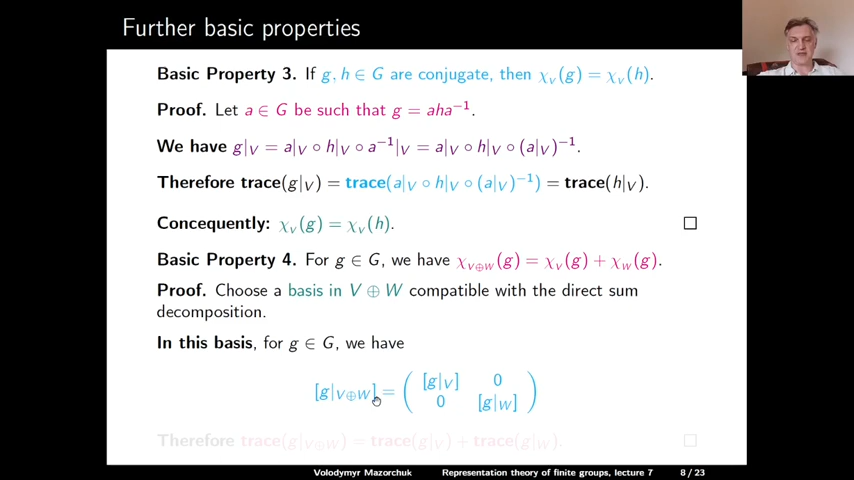 Further basic properties
Basic Property 3. If g, h ∈ G are conjugate, then χ_V(g) = χ_V(h).
Proof. Let a ∈ G be such that g = aha⁻¹.
We have g|_V = a|_V ∘ h|_V ∘ a⁻¹|_V = a|_V ∘ h|_V ∘ (a|_V)⁻¹.
Therefore trace(g|_V) = trace(a|_V ∘ h|_V ∘ (a|_V)⁻¹) = trace(h|_V).
Concequently: χ_V(g) = χ_V(h). □
Basic Property 4. For g ∈ G, we have χ_{V⊕W}(g) = χ_V(g) + χ_W(g).
Proof. Choose a basis in V ⊕ W compatible with the direct sum
decomposition.
In this basis, for g ∈ G, we have
[g|_{V⊕W}] = ( [g|_V] 0
0 [g|_W] )
Therefore trace(g|_{V⊕W}) = trace(g|_V) + trace(g|_W). □
Volodymyr Mazorchuk Representation theory of finite groups, lecture 7 8 / 23